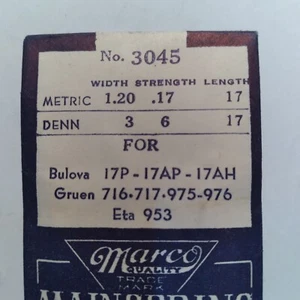 No. 3045
WIDTH STRENGTH LENGTH
METRIC 1.20 .17 17
DENN 3 6 17
FOR
Bulova 17P - 17AP - 17AH
Gruen 716-717-975-976
Eta 953
Marco
QUALITY
TRADE
MARK
MAINSPRING